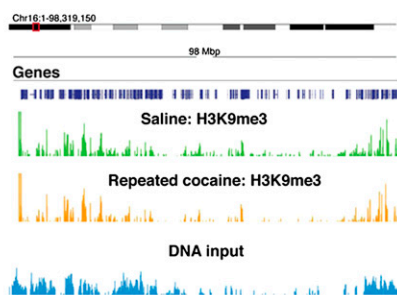 Chr16:1-98,319,150
98 Mbp
Genes
Saline: H3K9me3
Repeated cocaine: H3K9me3
DNA input